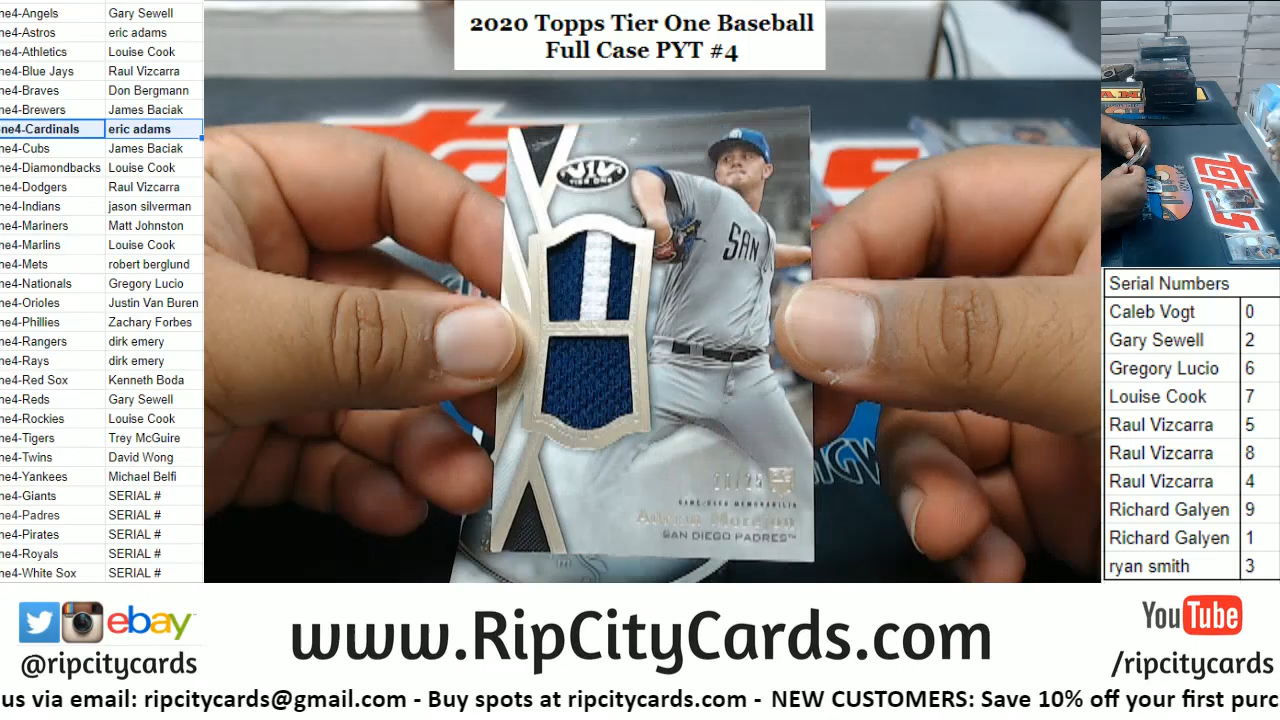 2020 Topps Tier One Baseball
Full Case PYT #4
ne4-Angels Gary Sewell
ne4-Astros eric adams
ne4-Athletics Louise Cook
ne4-Blue Jays Raul Vizcarra
ne4-Braves Don Bergmann
ne4-Brewers James Baciak
ne4-Cardinals eric adams
ne4-Cubs James Baciak
ne4-Diamondbacks Louise Cook
ne4-Dodgers Raul Vizcarra
ne4-Indians jason silverman
ne4-Mariners Matt Johnston
ne4-Marlins Louise Cook
ne4-Mets robert berglund
ne4-Nationals Gregory Lucio
ne4-Orioles Justin Van Buren
ne4-Phillies Zachary Forbes
ne4-Rangers dirk emery
ne4-Rays dirk emery
ne4-Red Sox Kenneth Boda
ne4-Reds Gary Sewell
ne4-Rockies Louise Cook
ne4-Tigers Trey McGuire
ne4-Twins David Wong
ne4-Yankees Michael Belfi
ne4-Giants SERIAL #
ne4-Padres SERIAL #
ne4-Pirates SERIAL #
ne4-Royals SERIAL #
ne4-White Sox SERIAL #
TIER ONE
SAN
GAME-USED MEMORABILIA
SAN DIEGO PADRES™
topps
Serial Numbers
Caleb Vogt 0
Gary Sewell 2
Gregory Lucio 6
Louise Cook 7
Raul Vizcarra 5
Raul Vizcarra 8
Raul Vizcarra 4
Richard Galyen 9
Richard Galyen 1
ryan smith 3
ebay
@ripcitycards
www.RipCityCards.com
YouTube
/ripcitycards
us via email: ripcitycards@gmail.com - Buy spots at ripcitycards.com - NEW CUSTOMERS: Save 10% off your first purc